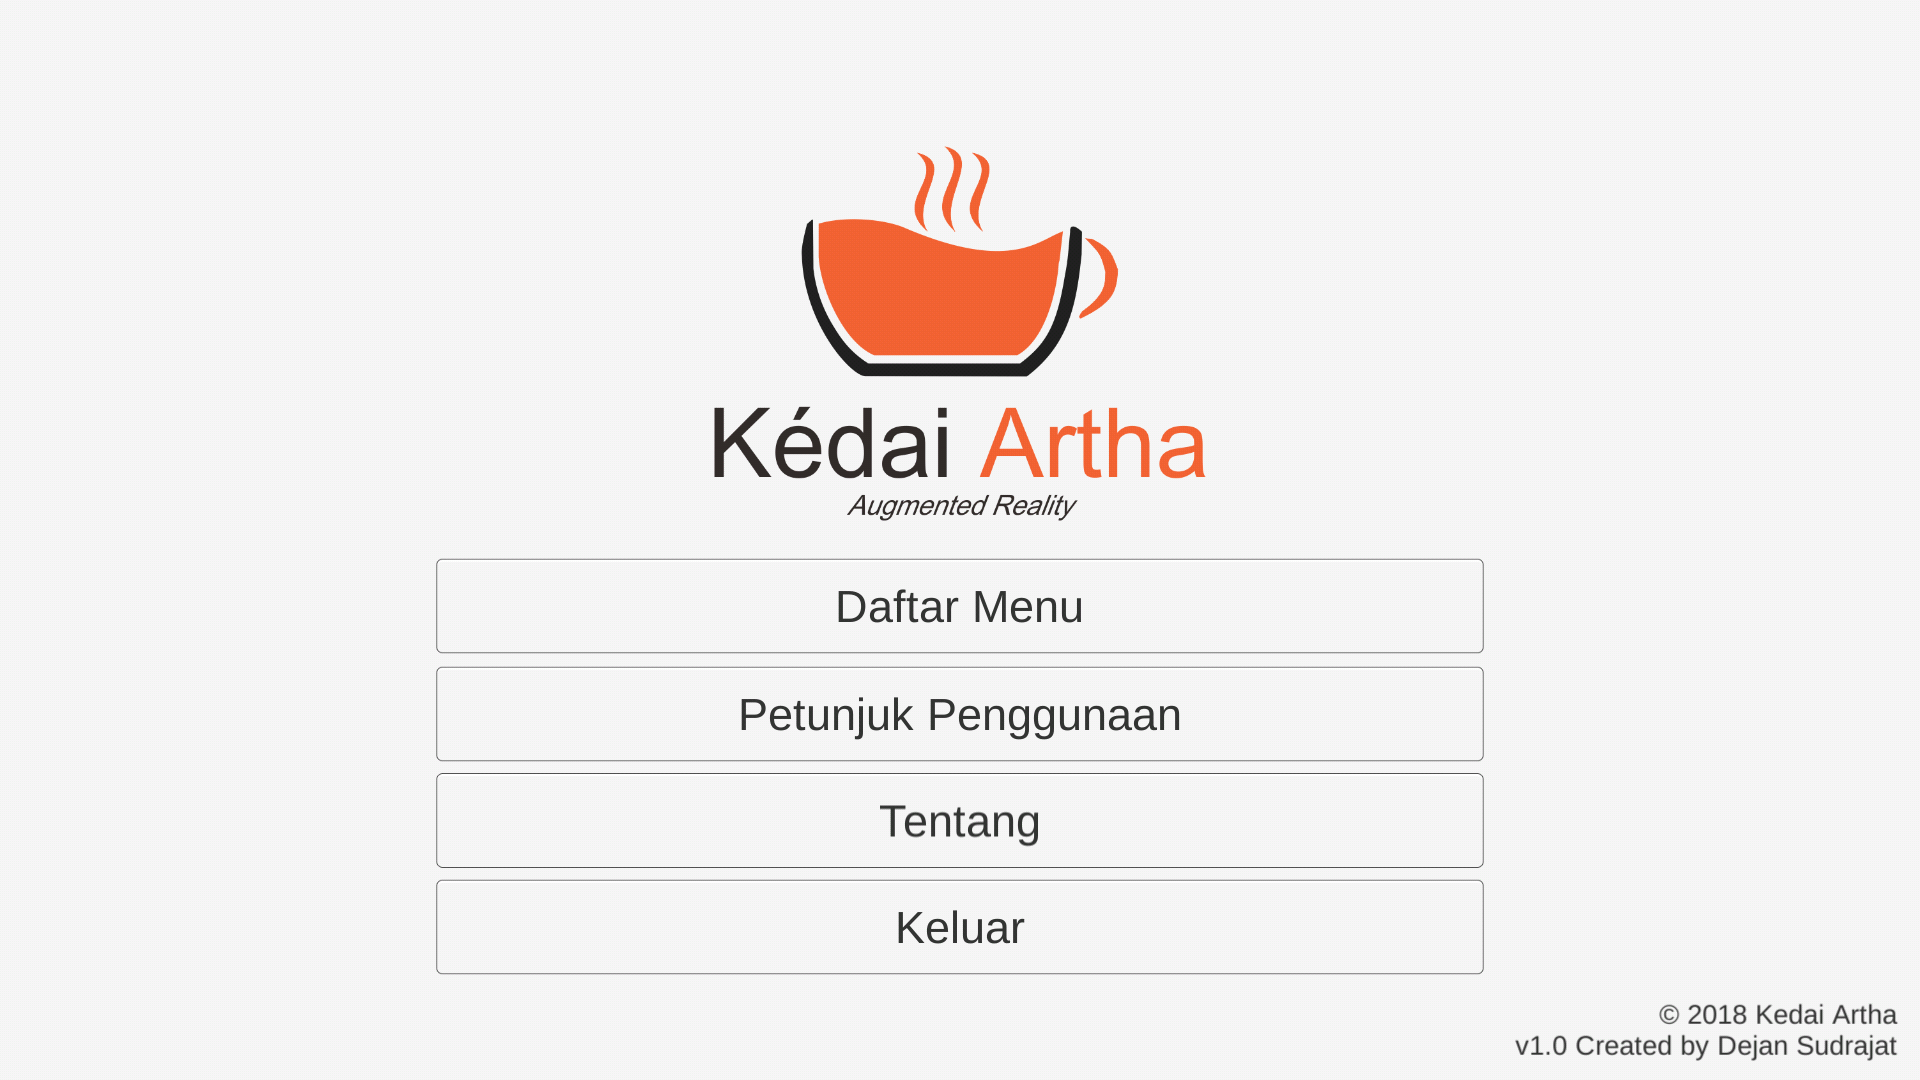 Kédai Artha
Augmented Reality
Daftar Menu
Petunjuk Penggunaan
Tentang
Keluar
© 2018 Kedai Artha
v1.0 Created by Dejan Sudrajat